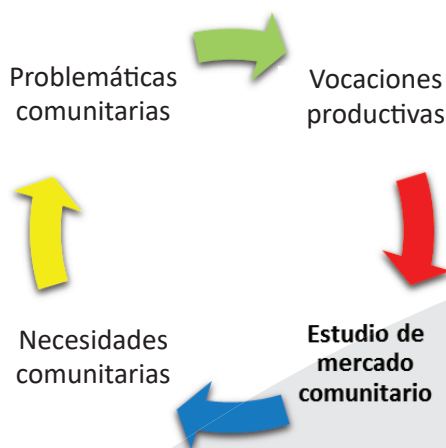 Problemáticas
comunitarias
Vocaciones
productivas
Estudio de
mercado
comunitario
Necesidades
comunitarias